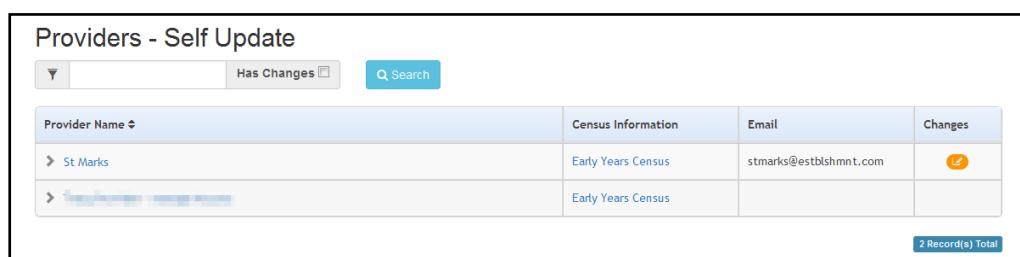 Providers - Self Update
Has Changes Search
Provider Name Census Information Email Changes
St Marks Early Years Census stmarks@estblshmnt.com
Early Years Census
2 Record(s) Total